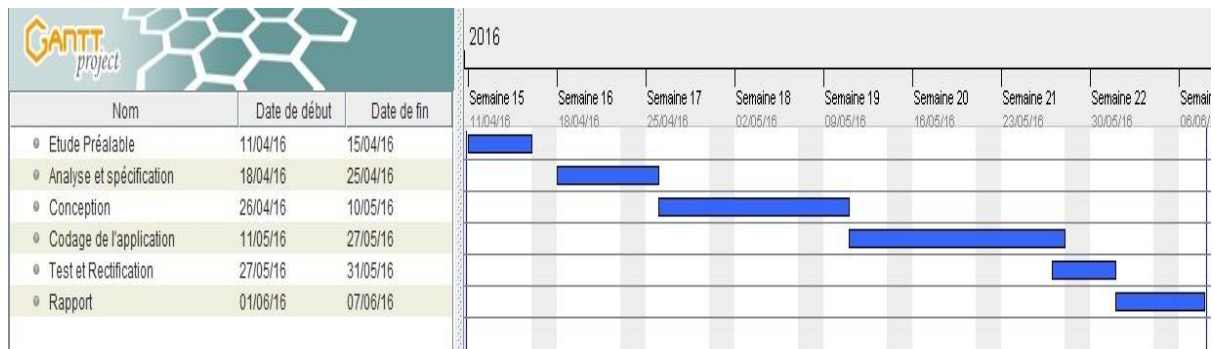 GANTT
project
2016
Nom Date de début Date de fin
Semaine 15 Semaine 16 Semaine 17 Semaine 18 Semaine 19 Semaine 20 Semaine 21 Semaine 22 Semain
11/04/16 18/04/16 25/04/16 02/05/16 09/05/16 16/05/16 23/05/16 30/05/16 06/06/
Etude Préalable 11/04/16 15/04/16
Analyse et spécification 18/04/16 25/04/16
Conception 26/04/16 10/05/16
Codage de l'application 11/05/16 27/05/16
Test et Rectification 27/05/16 31/05/16
Rapport 01/06/16 07/06/16